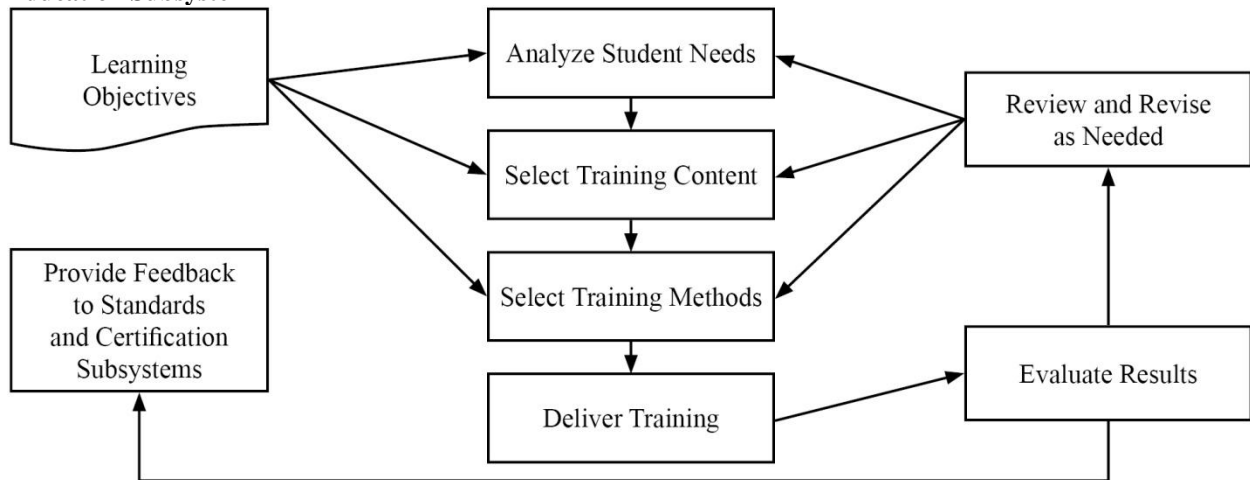 Learning
Objectives
Analyze Student Needs
Review and Revise
as Needed
Select Training Content
Provide Feedback
to Standards
and Certification
Subsystems
Select Training Methods
Evaluate Results
Deliver Training